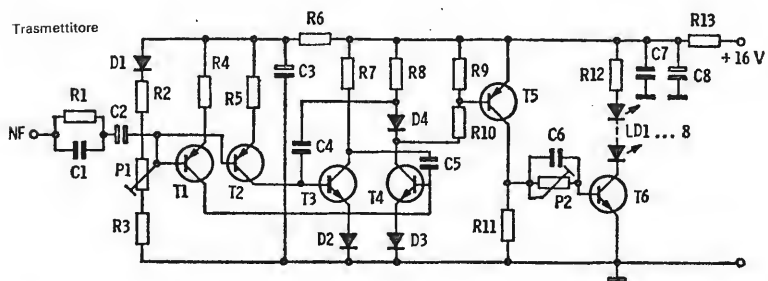 Trasmettitore
R6
R13
D1
R4
C3
R7
R8
R9
R12
C7
C8
+ 16 V
R1
C2
R2
R5
T5
NF
D4
R10
LD1 ... 8
C1
P1
C4
C5
C6
T1
T2
T3
T4
P2
T6
R3
D2
D3
R11